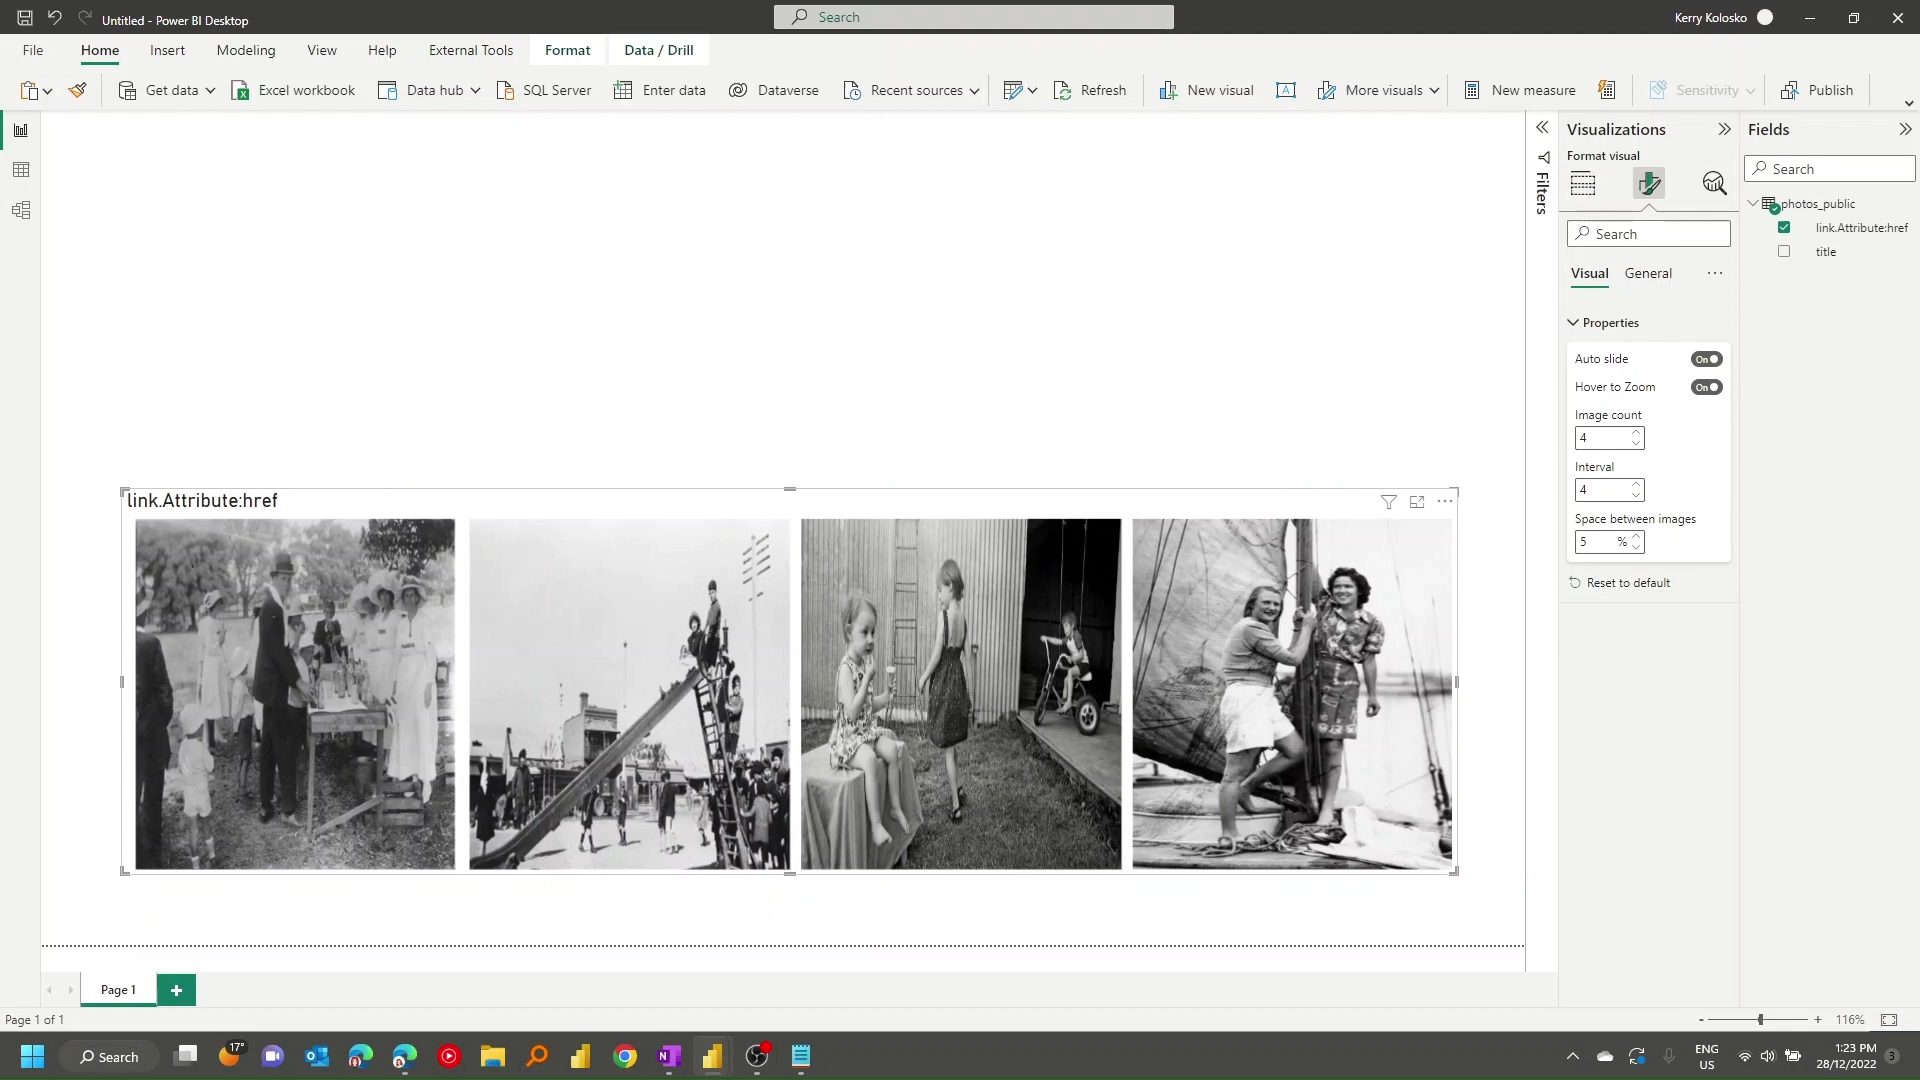 Untitled - Power BI Desktop
Search
Kerry Kolosko
File Home Insert Modeling View Help External Tools Format Data / Drill
Get data Excel workbook Data hub SQL Server Enter data Dataverse Recent sources Refresh New visual More visuals New measure Sensitivity Publish
Filters
Visualizations
Format visual
Search
Visual General
Properties
Auto slide On
Hover to Zoom On
Image count
4
Interval
4
Space between images
5 %
Reset to default
Fields
Search
photos_public
link.Attribute:href
title
link.Attribute:href
Page 1
Page 1 of 1
- + 116%
17°
Search
ENG
US
1:23 PM
28/12/2022
3